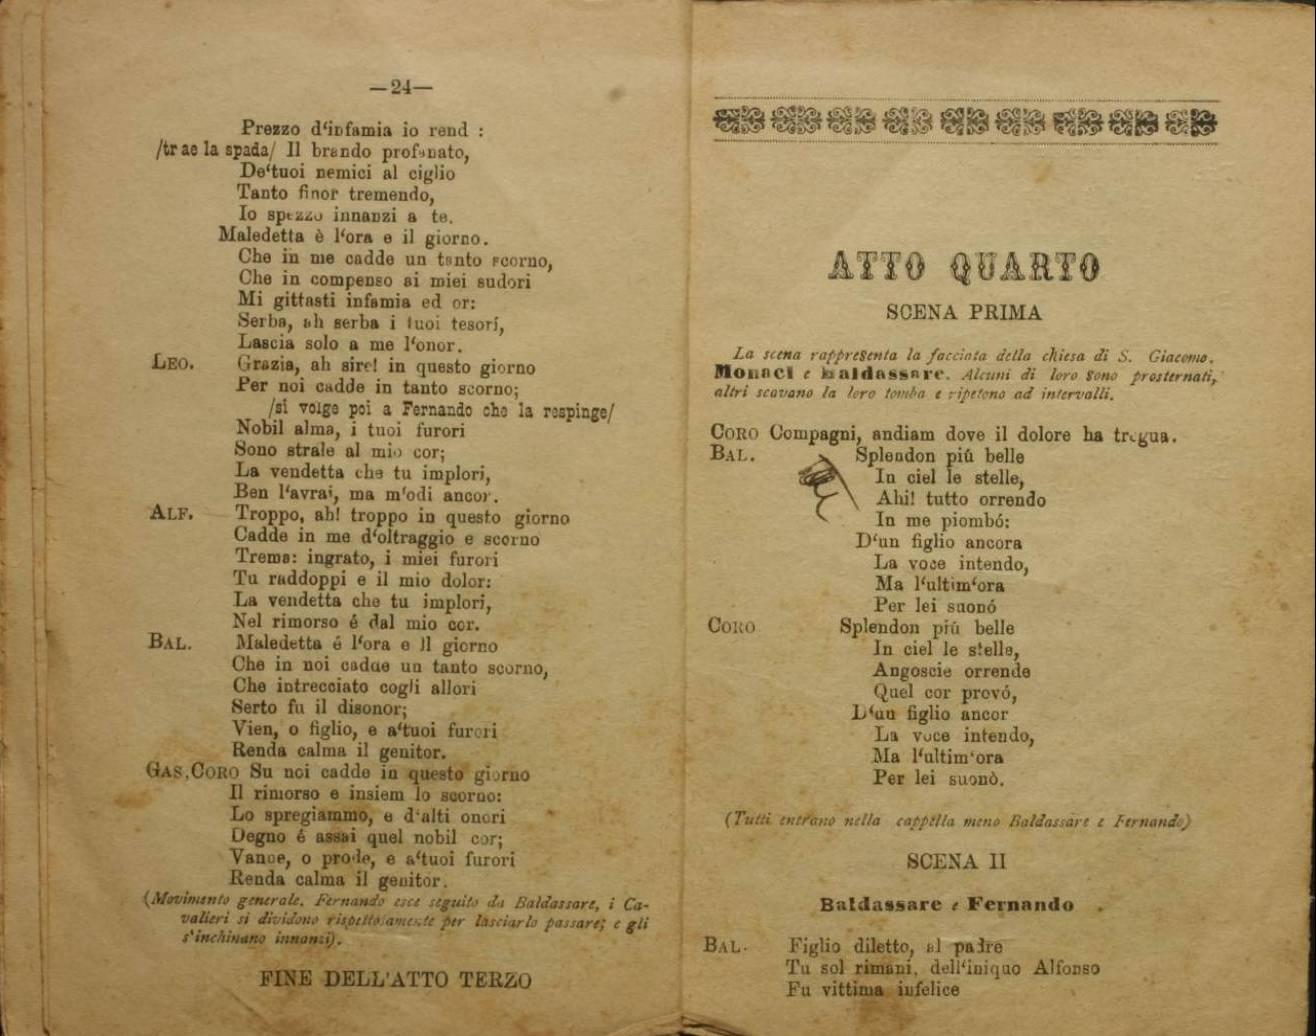 —24—
Prezzo d‘infamia io rend :
/trae la spada/ Il brando profanato,
De‘tuoi nemici al ciglio
Tanto finor tremendo,
Io spezzo innanzi a te.
Maledetta è l‘ora e il giorno.
Che in me cadde un tanto scorno,
Che in compenso ai miei sudori
Mi gittasti infamia ed or:
Serba, ah serba i tuoi tesori,
Lascia solo a me l‘onor.
LEO. Grazia, ah sire! in questo giorno
Per noi cadde in tanto scorno;
/si volge poi a Fernando che la respinge/
Nobil alma, i tuoi furori
Sono strale al mio cor;
La vendetta che tu implori,
Ben l‘avrai, ma m‘odi ancor.
ALF. Troppo, ah! troppo in questo giorno
Cadde in me d‘oltraggio e scorno
Trema: ingrato, i miei furori
Tu raddoppi e il mio dolor:
La vendetta che tu implori,
Nel rimorso é dal mio cor.
BAL. Maledetta é l‘ora e il giorno
Che in noi cadde un tanto scorno,
Che intrecciato cogli allori
Serto fu il disonor;
Vien, o figlio, e a‘tuoi furori
Renda calma il genitor.
GAS.CORO Su noi cadde in questo giorno
Il rimorso e insiem lo scorno:
Lo spregiammo, e d‘alti onori
Degno é assai quel nobil cor;
Vanne, o prode, e a‘tuoi furori
Renda calma il genitor.
(Movimento generale. Fernando esce seguito da Baldassare, i Ca-
valieri si dividono rispettosamente per lasciarlo passare; e gli
s‘inchinano innanzi).
FINE DELL'ATTO TERZO
ATTO QUARTO
SCENA PRIMA
La scena rappresenta la facciata della chiesa di S. Giacomo.
Monaci e Baldassare. Alcuni di loro sono prosternati,
altri scavano la loro tomba e ripetono ad intervalli.
CORO Compagni, andiam dove il dolore ha tregua.
BAL. Splendon piú belle
In ciel le stelle,
Ahi! tutto orrendo
In me piombó:
D‘un figlio ancora
La voce intendo,
Ma l‘ultim‘ora
Per lei suonó
CORO Splendon piú belle
In ciel le stelle,
Angoscie orrende
Quel cor provó,
D‘un figlio ancor
La voce intendo,
Ma l‘ultim‘ora
Per lei suonò.
(Tutti entrano nella cappella meno Baldassare e Fernando)
SCENA II
Baldassare e Fernando
BAL. Figlio diletto, al padre
Tu sol rimani, dell‘iniquo Alfonso
Fu vittima infelice